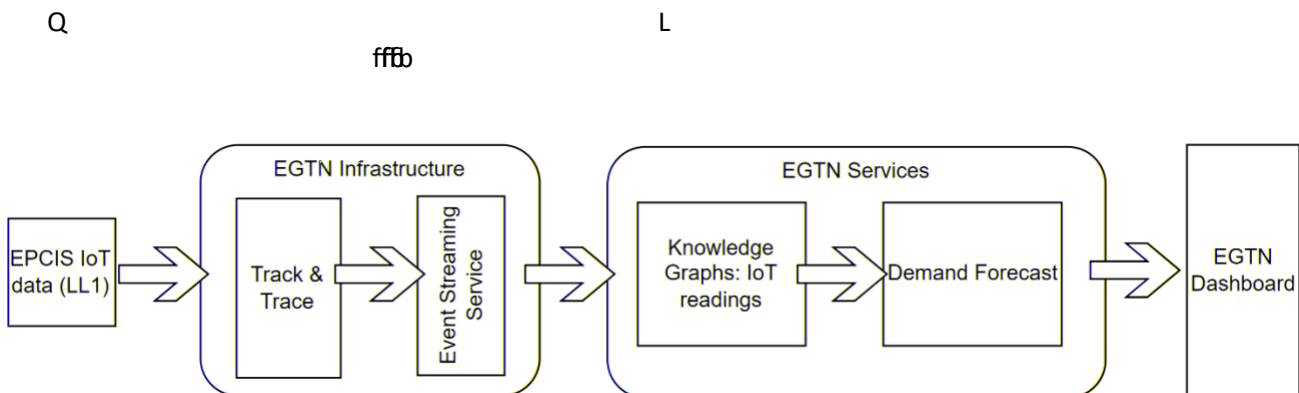 Q
L
EGTN Infrastructure
EGTN Services
EPCIS IoT
data (LL1)
Track &
Trace
Event Streaming
Service
Knowledge
Graphs: IoT
readings
Demand Forecast
EGTN
Dashboard